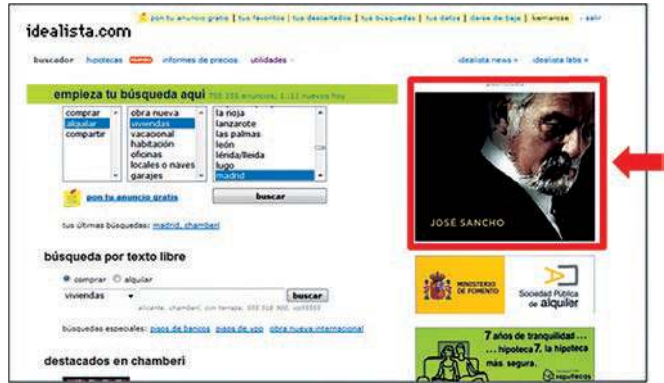 pon tu anuncio gratis | tus favoritos | tus descartados | tus búsquedas | tus datos | darse de baja | salir
idealista.com
buscador hipotecas informes de precios utilidades idealista news » idealista labs »
empieza tu búsqueda aquí
comprar obra nueva la rioja
alquilar viviendas lanzarote
compartir vacacional las palmas
habitación león
oficinas lérida/lleida
locales o naves lugo
garajes madrid
pon tu anuncio gratis buscar
JOSÉ SANCHO
tus últimas búsquedas: madrid, chamberí
búsqueda por texto libre
comprar alquilar
viviendas buscar
MINISTERIO
DE FOMENTO
Sociedad Pública
de alquiler
búsquedas especiales: pisos de bancos pisos de vpo obra nueva internacional
7 años de tranquilidad...
... hipoteca 7, la hipoteca
más segura.
destacados en chamberí